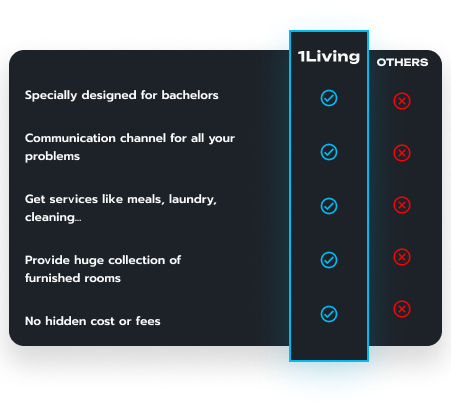 1Living
OTHERS
Specially designed for bachelors
Communication channel for all your
problems
Get services like meals, laundry,
cleaning...
Provide huge collection of
furnished rooms
No hidden cost or fees